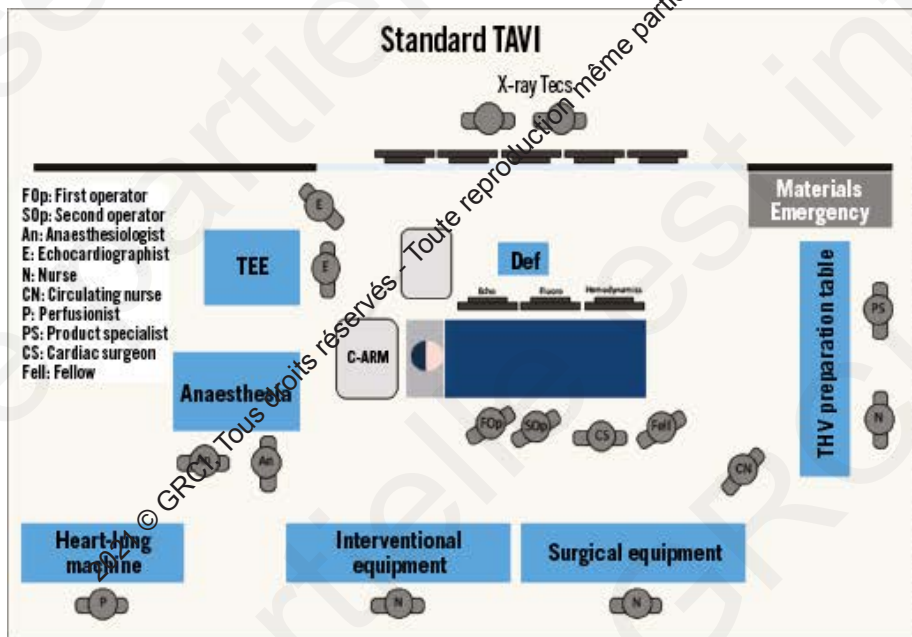 Standard TAVI
X-ray Tecs
FOp: First operator
SOp: Second operator
An: Anaesthesiologist
E: Echocardiographist
N: Nurse
CN: Circulating nurse
P: Perfusionist
PS: Product specialist
CS: Cardiac surgeon
Fell: Fellow
E
TEE
E
Def
Echo
Fluoro
Hemodynamics
Materials
Emergency
THV preparation table
PS
N
C-ARM
Anaesthesia
An
An
FOp
SOp
CS
Fell
CN
Heart-lung
machine
Interventional
equipment
Surgical equipment
P
N
N
2024 © GRCI, Tous droits réservés - Toute reproduction même partie